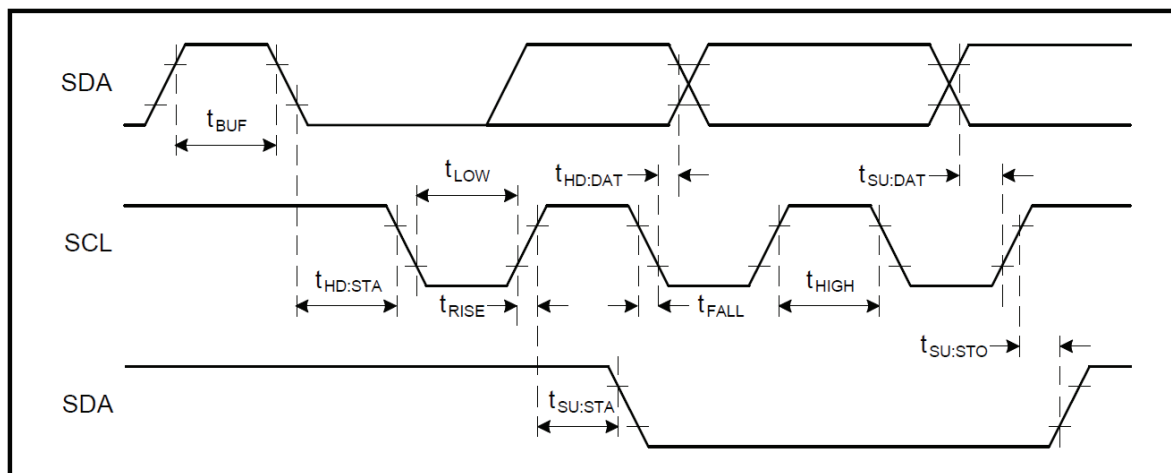 SDA
tBUF
tLOW
tHD:DAT
tSU:DAT
SCL
tHD:STA
tRISE
tFALL
tHIGH
tSU:STO
SDA
tSU:STA